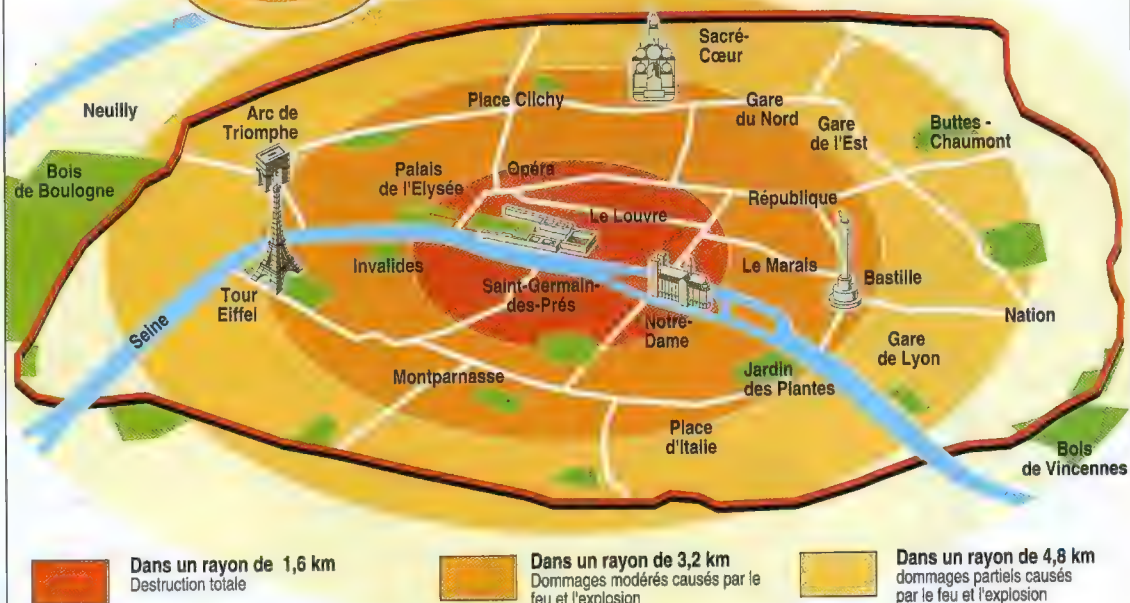 Sacré-
Cœur
Neuilly
Arc de
Triomphe
Place Clichy
Gare
du Nord
Gare
de l'Est
Buttes -
Chaumont
Bois
de Boulogne
Palais
de l'Elysée
Opéra
République
Le Louvre
Invalides
Saint-Germain-
des-Prés
Le Marais
Bastille
Tour
Eiffel
Seine
Notre-
Dame
Nation
Gare
de Lyon
Montparnasse
Jardin
des Plantes
Place
d'Italie
Bois
de Vincennes
Dans un rayon de 1,6 km
Destruction totale
Dans un rayon de 3,2 km
Dommages modérés causés par le
feu et l'explosion
Dans un rayon de 4,8 km
dommages partiels causés
par le feu et l'explosion